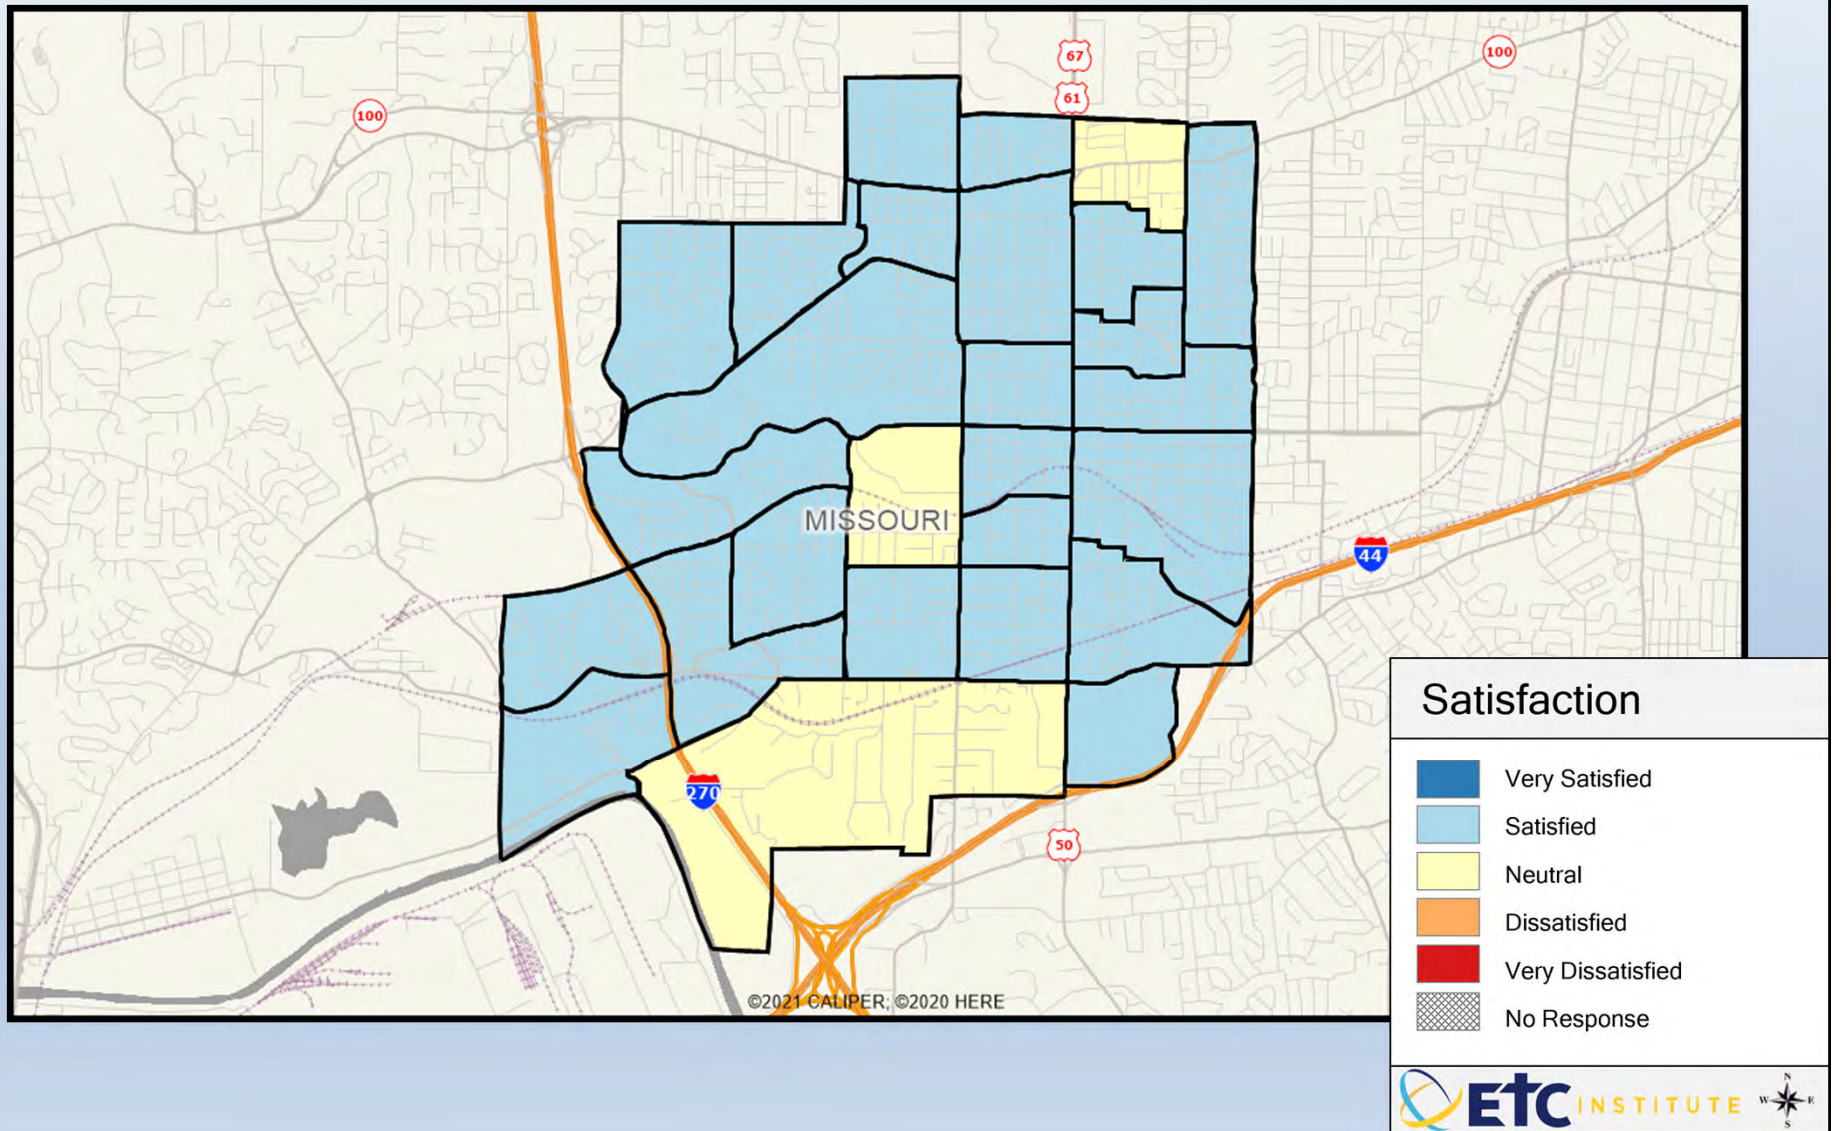 67
100
61
100
MISSOURI
44
270
50
©2021 CALIPER; ©2020 HERE
Satisfaction
Very Satisfied
Satisfied
Neutral
Dissatisfied
Very Dissatisfied
No Response
ETC INSTITUTE
N
W E
S